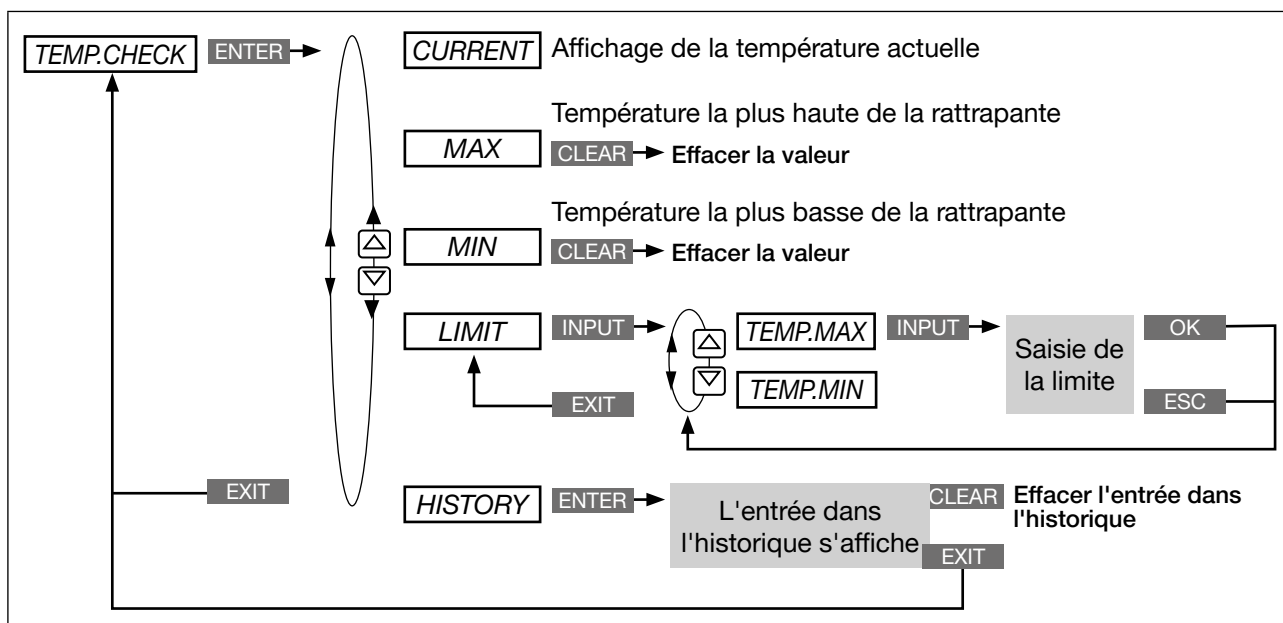 TEMP.CHECK
ENTER
CURRENT
Affichage de la température actuelle
Température la plus haute de la rattrapante
MAX
CLEAR
Effacer la valeur
Température la plus basse de la rattrapante
MIN
CLEAR
Effacer la valeur
LIMIT
INPUT
TEMP.MAX
INPUT
Saisie de
la limite
OK
TEMP.MIN
EXIT
ESC
EXIT
HISTORY
ENTER
L'entrée dans
l'historique s'affiche
CLEAR
Effacer l'entrée dans
l'historique
EXIT